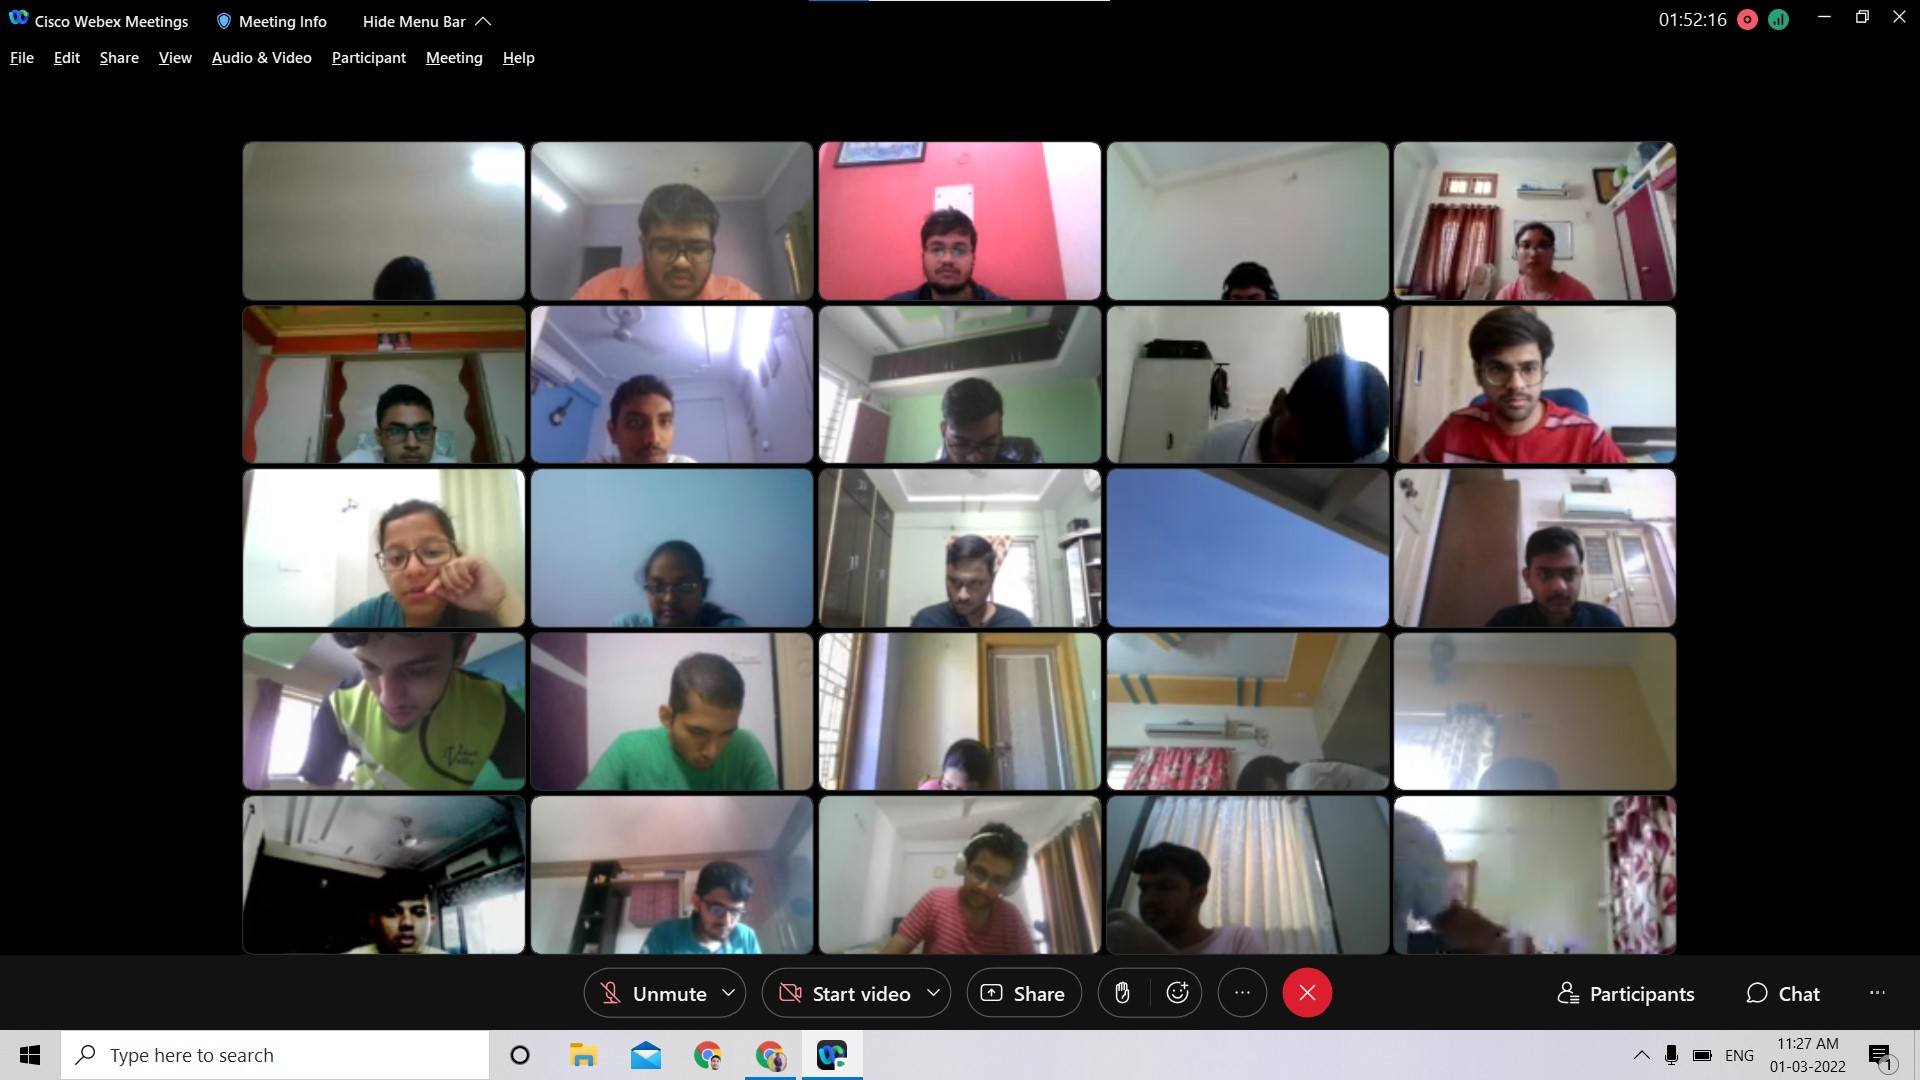 Cisco Webex Meetings Meeting Info Hide Menu Bar 01:52:16
File Edit Share View Audio & Video Participant Meeting Help
Unmute Start video Share Participants Chat
Type here to search
ENG
11:27 AM
01-03-2022
1